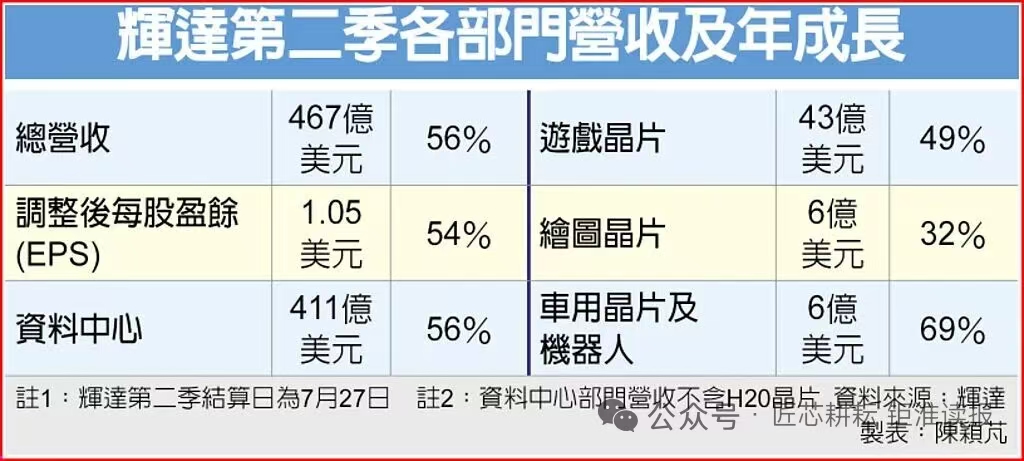 輝達第二季各部門營收及年成長
總營收
467億
美元
56%
遊戲晶片
43億
美元
49%
調整後每股盈餘
(EPS)
1.05
美元
54%
繪圖晶片
6億
美元
32%
資料中心
411億
美元
56%
車用晶片及
機器人
6億
美元
69%
註1：輝達第二季結算日為7月27日 註2：資料中心部門營收不含H20晶片 資料來源：輝達
公众号 · 匠芯耕耘 钜淮读报
製表：陳穎芃